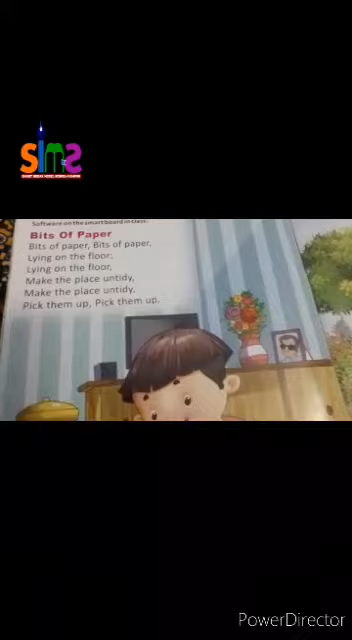 SIMS
Software on the smartboard in class.
Bits Of Paper
Bits of paper, Bits of paper,
Lying on the floor,
Lying on the floor,
Make the place untidy,
Make the place untidy,
Pick them up, Pick them up.
PowerDirector